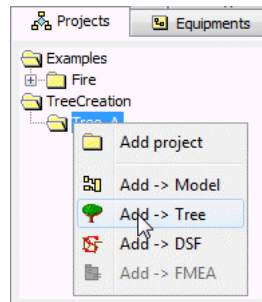 Projects Equipments
Examples
Fire
TreeCreation
Tree_A
Add project
Add -> Model
Add -> Tree
Add -> DSF
Add -> FMEA